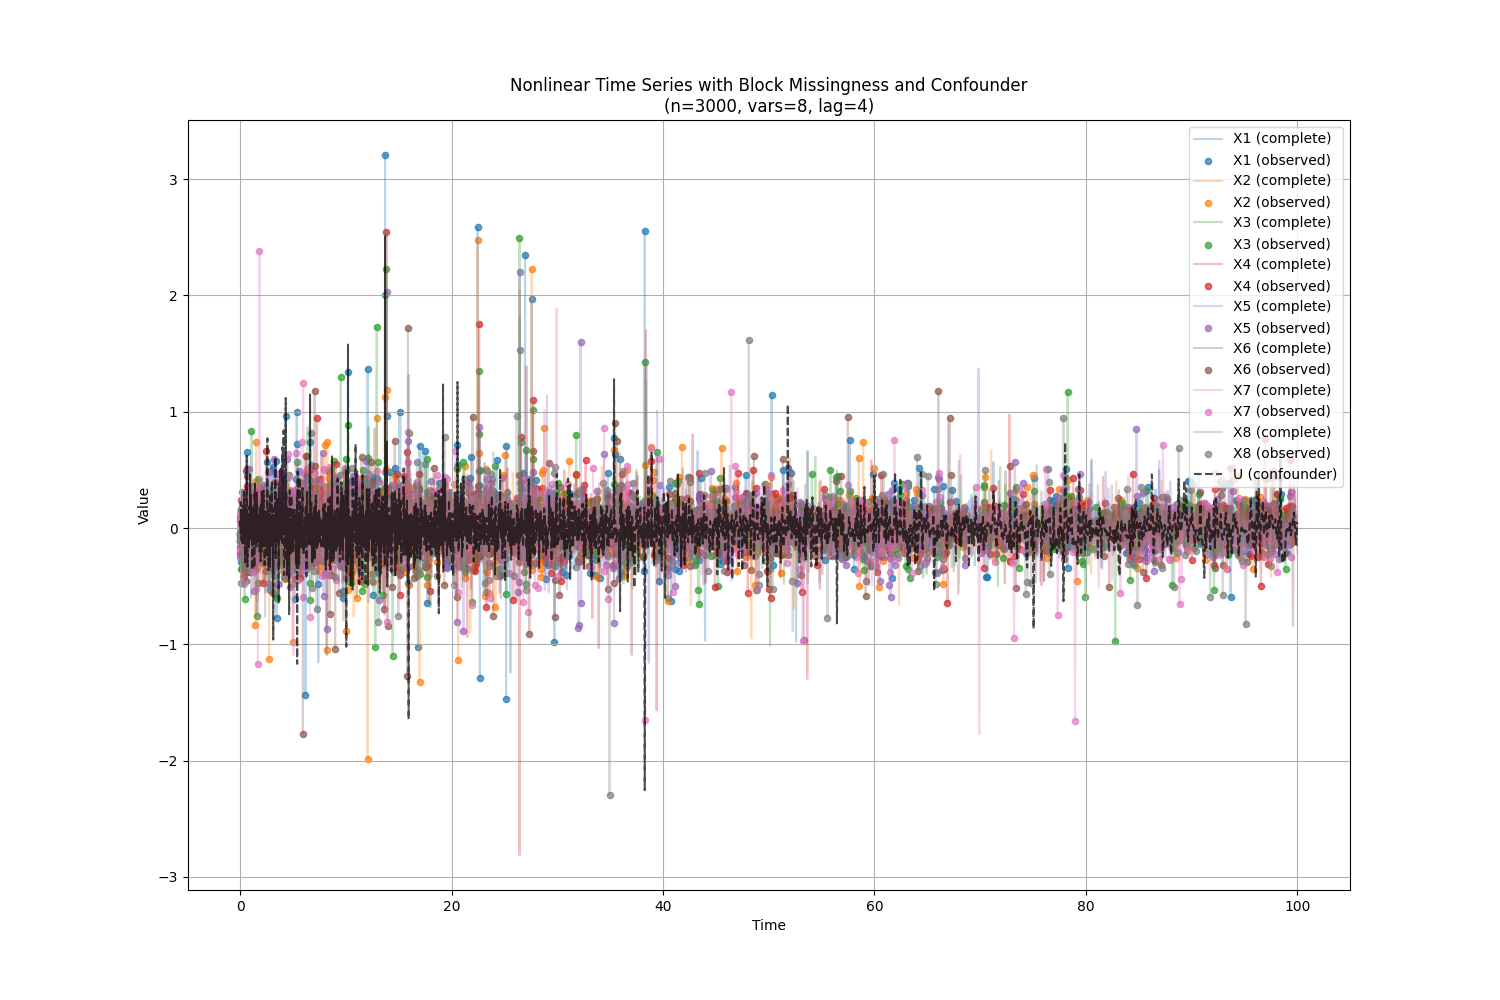 Nonlinear Time Series with Block Missingness and Confounder
(n=3000, vars=8, lag=4)
X1 (complete)
X1 (observed)
X2 (complete)
X2 (observed)
X3 (complete)
X3 (observed)
X4 (complete)
X4 (observed)
X5 (complete)
X5 (observed)
X6 (complete)
X6 (observed)
X7 (complete)
X7 (observed)
X8 (complete)
X8 (observed)
U (confounder)
Value
3
2
1
0
−1
−2
−3
0 20 40 60 80 100
Time